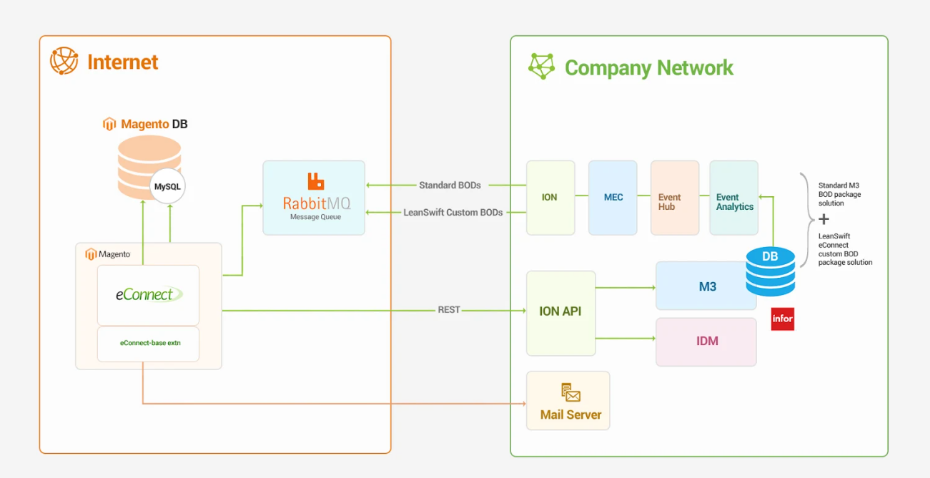 Internet
Company Network
Magento DB
MySQL
RabbitMQ
Message Queue
Standard BODs
LeanSwift Custom BODs
ION
MEC
Event
Hub
Event
Analytics
Standard M3
BOD package
solution
+
LeanSwift
eConnect
custom BOD
package solution
Magento
eConnect
eConnect-base extn
REST
ION API
DB
M3
infor
IDM
Mail Server